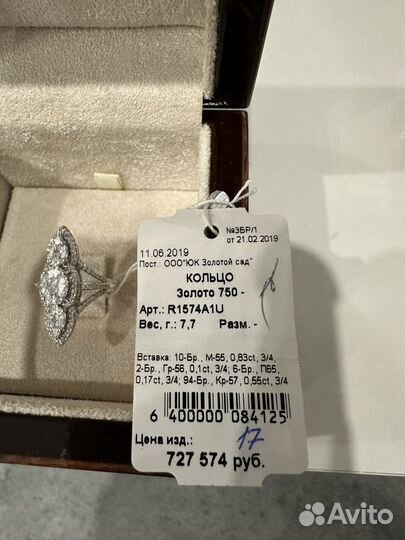 №ЗБР/1
от 21.02.2019
11.06.2019
Пост.: ООО"ЮК Золотой сад"
КОЛЬЦО
Золото 750 -
Арт.: R1574A1U
Вес, г.: 7,7 Разм. -
Вставка: 10-Бр., М-55, 0,83ct, 3/4;
2-Бр., Гр-56, 0,1ct, 3/4; 6-Бр., П65,
0,17ct, 3/4; 94-Бр., Кр-57, 0,55ct, 3/4
6 400000 084125
Цена изд.: 17
727 574 руб.
Avito